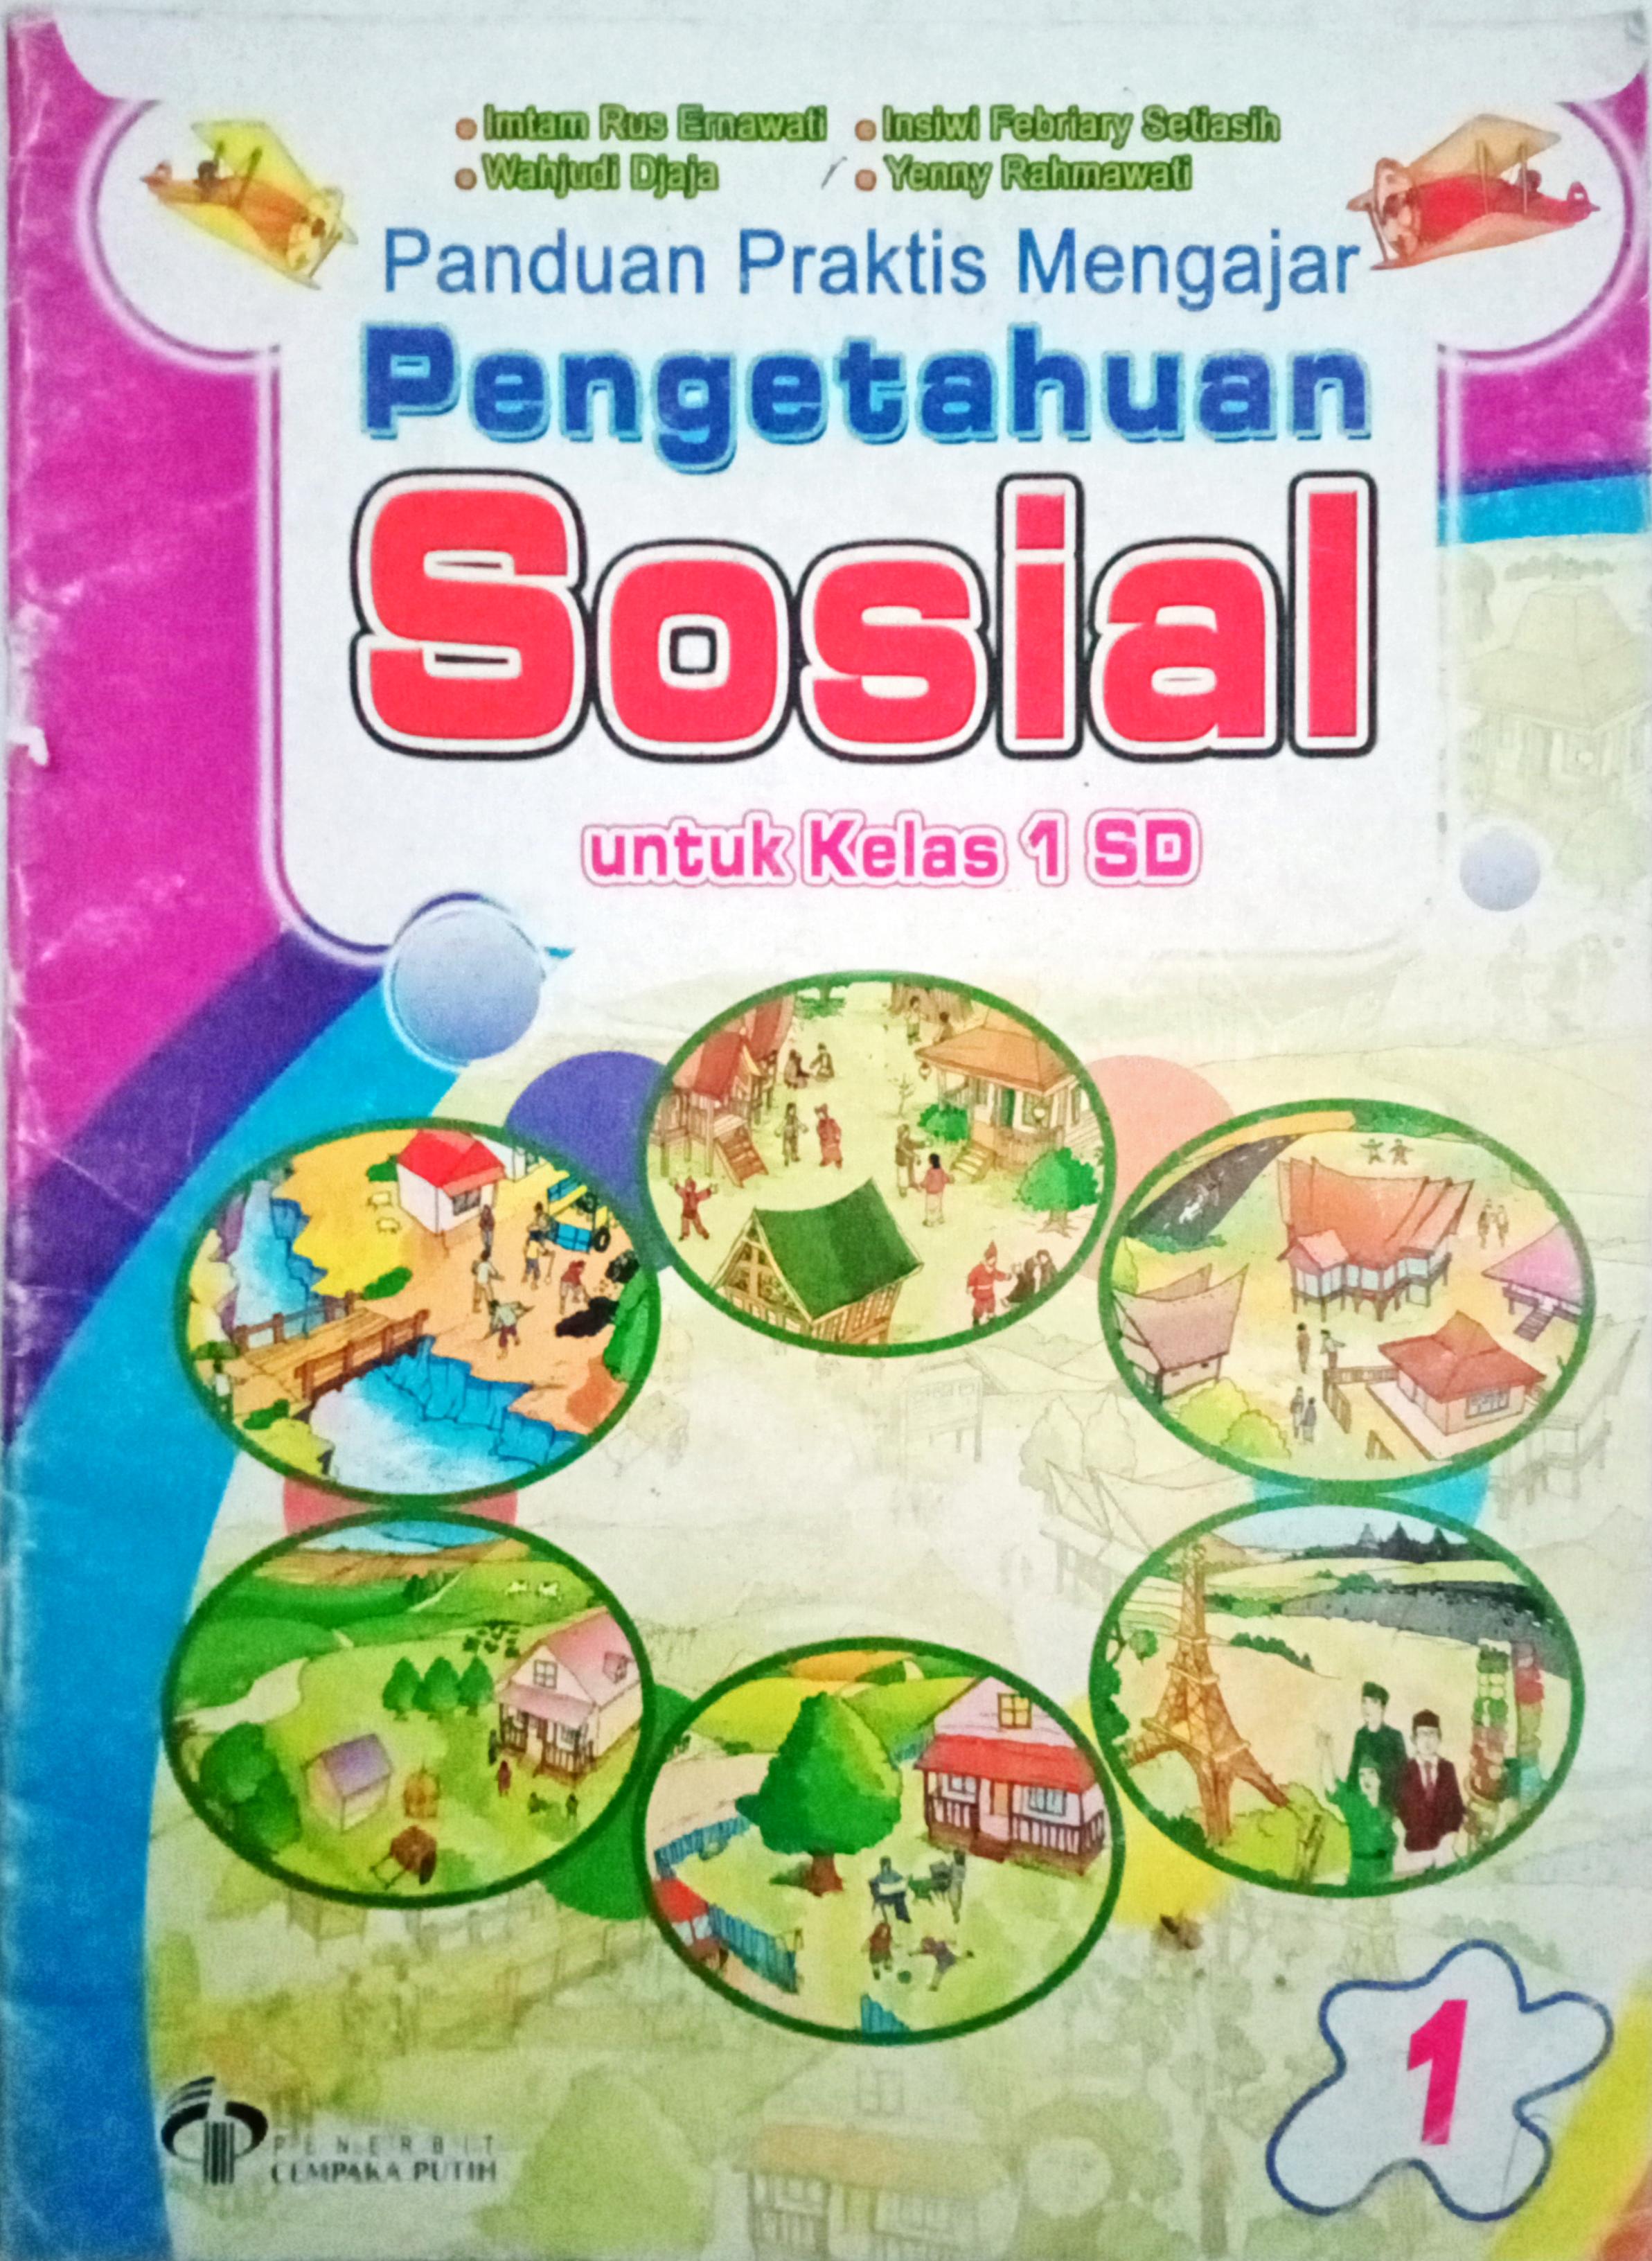 • Imtam Rus Ernawati • Insiwi Febriary Setiasih
• Wahjudi Djaja • Yenny Rahmawati
Panduan Praktis Mengajar
Pengetahuan
Sosial
untuk Kelas 1 SD
1
PENERBIT
CEMPAKA PUTIH